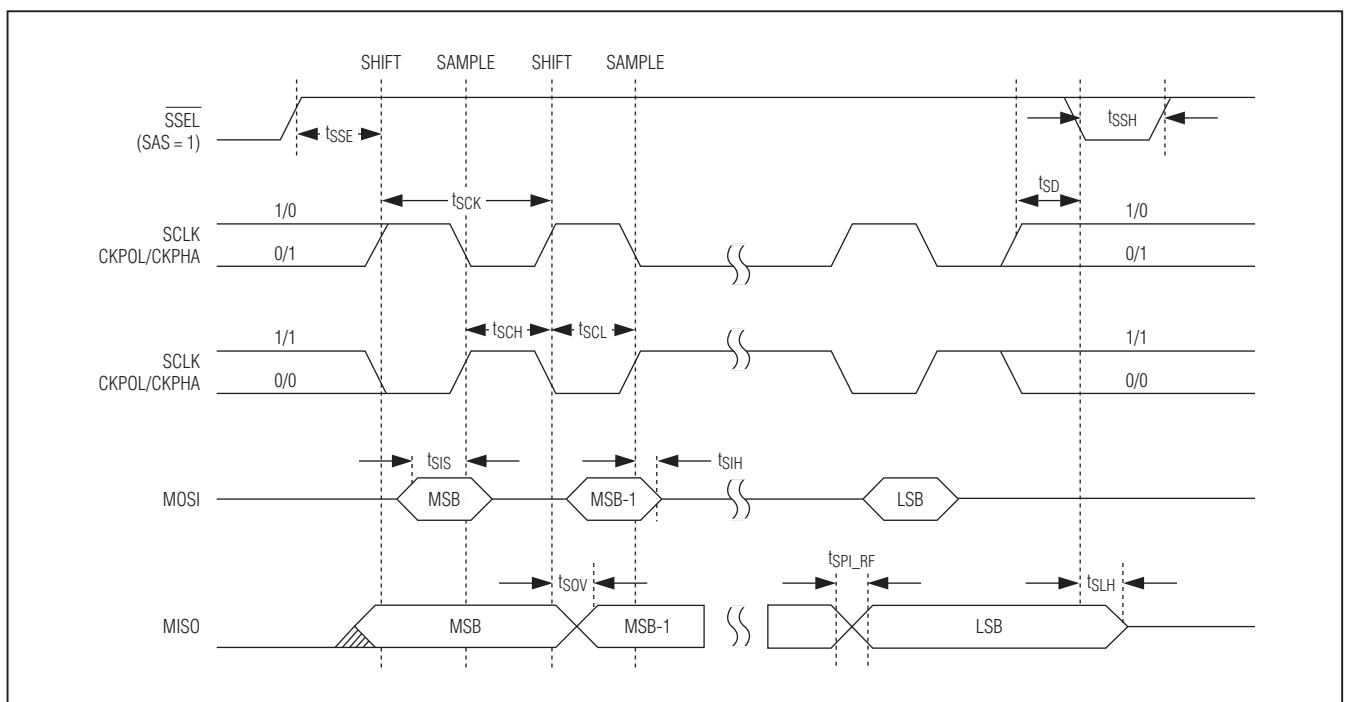 SHIFT SAMPLE SHIFT SAMPLE
SSEL
(SAS = 1)
tSSE
tSSH
tSCK
tSD
1/0 1/0
SCLK
CKPOL/CKPHA
0/1 0/1
tSCH tSCL
1/1 1/1
SCLK
CKPOL/CKPHA
0/0 0/0
tSIS tSIH
MOSI MSB MSB-1 LSB
tSOV tSPI_RF tSLH
MISO MSB MSB-1 LSB